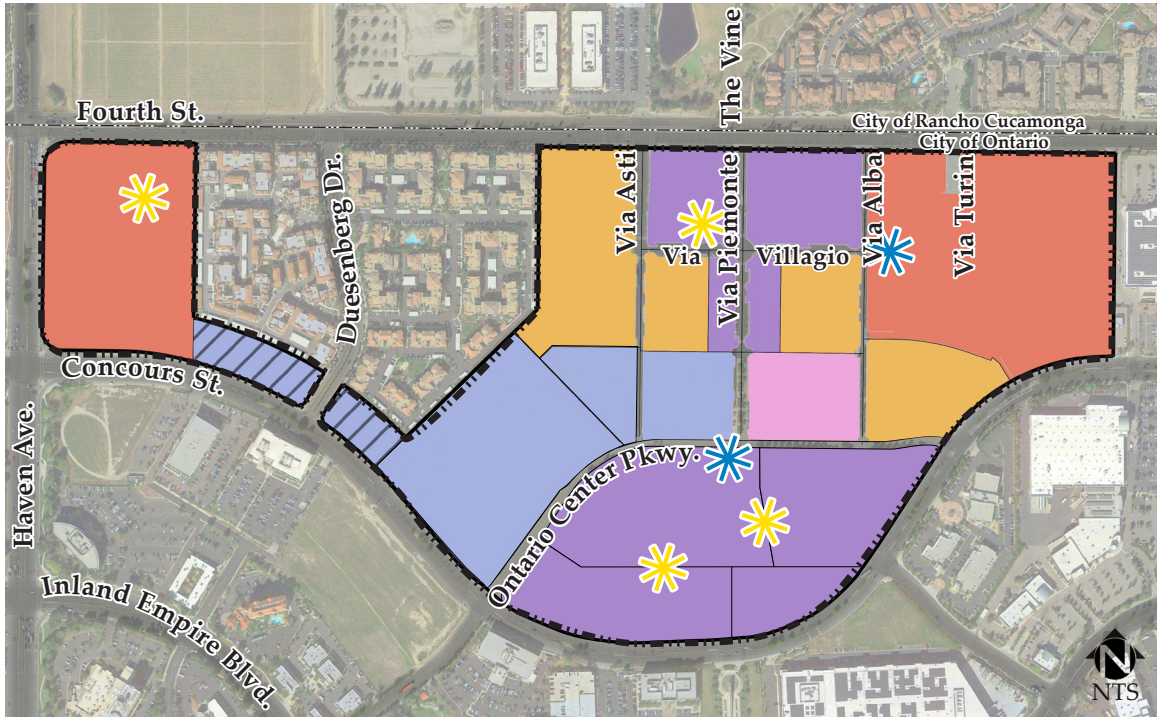 The Vine
Fourth St.
City of Rancho Cucamonga
City of Ontario
Duesenberg Dr.
Via Asti
Via Piemonte
Via Alba
Via Turin
Via
Villagio
Concours St.
Haven Ave.
Ontario Center Pkwy.
Inland Empire Blvd.
N
NTS